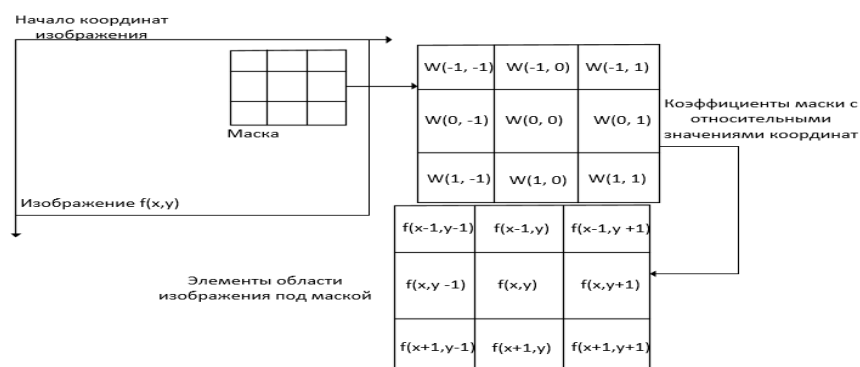 Начало координат
изображения
W(-1, -1) W(-1, 0) W(-1, 1)
Коэффициенты маски с
относительными
значениями координат
W(0, -1) W(0, 0) W(0, 1)
Маска
W(1, -1) W(1, 0) W(1, 1)
Изображение f(x,y)
f(x-1,y-1) f(x-1,y) f(x-1,y +1)
Элементы области
изображения под маской
f(x,y -1) f(x,y) f(x,y+1)
f(x+1,y-1) f(x+1,y) f(x+1,y+1)